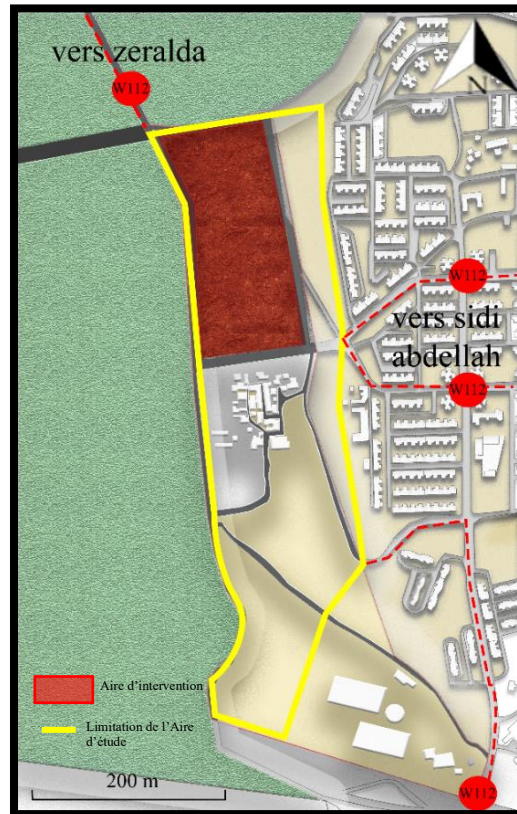 vers zeralda
W112
N
W112
vers sidi
abdellah
W112
Aire d'intervention
Limitation de l'Aire
d'étude
200 m
W112